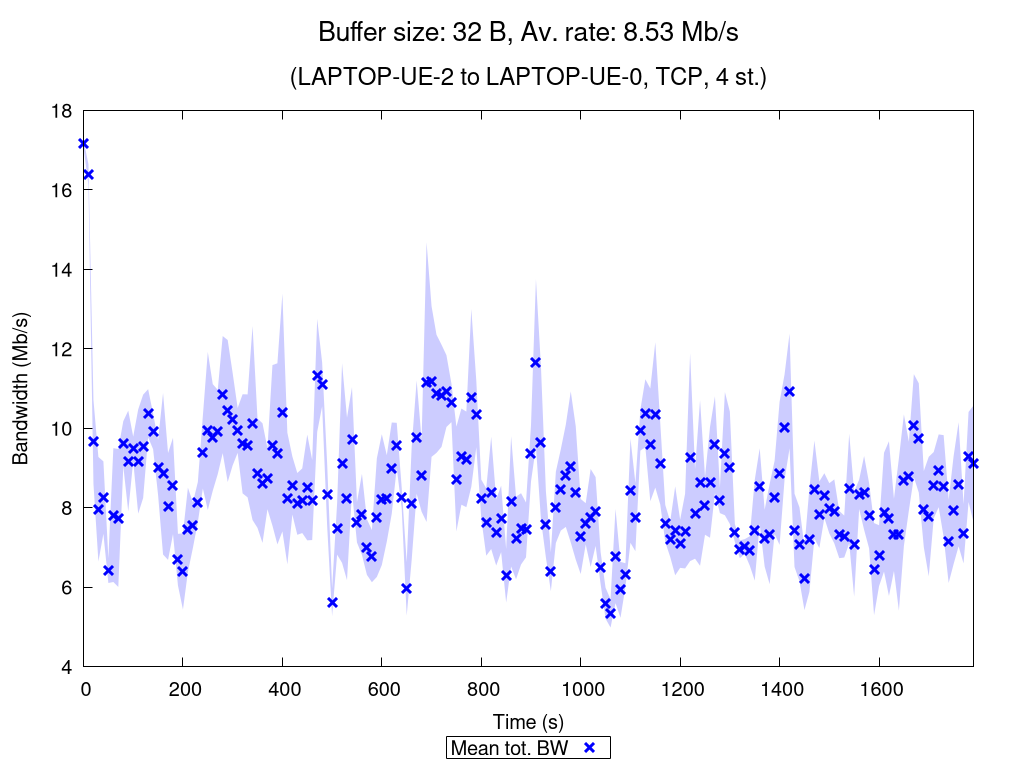 Buffer size: 32 B, Av. rate: 8.53 Mb/s
(LAPTOP-UE-2 to LAPTOP-UE-0, TCP, 4 st.)
18
16
14
12
10
8
6
4
Bandwidth (Mb/s)
0 200 400 600 800 1000 1200 1400 1600
Time (s)
Mean tot. BW